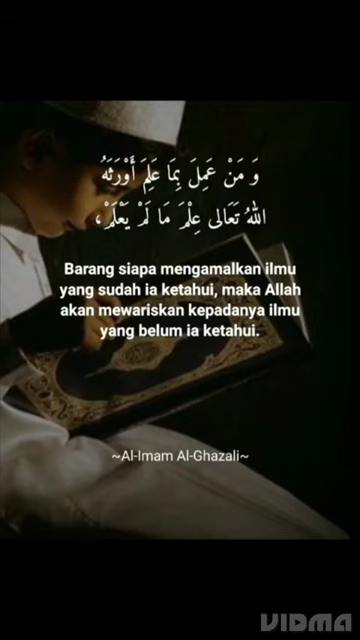 وَ مَنْ عَمِلَ بِمَا عَلِمَ أَوْرَثَهُ
اللهُ تَعَالى عِلْمَ مَا لَمْ يَعْلَمْ،
Barang siapa mengamalkan ilmu
yang sudah ia ketahui, maka Allah
akan mewariskan kepadanya ilmu
yang belum ia ketahui.
~Al-Imam Al-Ghazali~
VIDMA